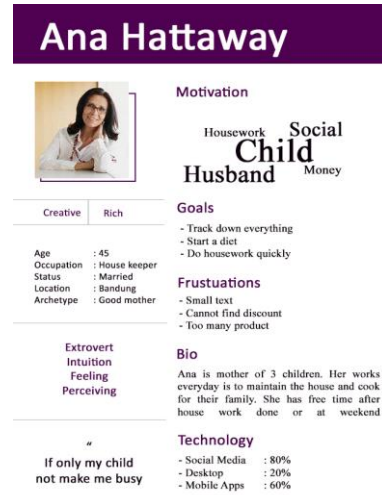 Ana Hattaway
Creative Rich
Age : 45
Occupation : House keeper
Status : Married
Location : Bandung
Archetype : Good mother
Extrovert
Intuition
Feeling
Perceiving
“
If only my child
not make me busy
Motivation
Housework Social
Child
Husband Money
Goals
- Track down everything
- Start a diet
- Do housework quickly
Frustuations
- Small text
- Cannot find discount
- Too many product
Bio
Ana is mother of 3 children. Her works
everyday is to maintain the house and cook
for their family. She has free time after
house work done or at weekend
Technology
- Social Media : 80%
- Desktop : 20%
- Mobile Apps : 60%